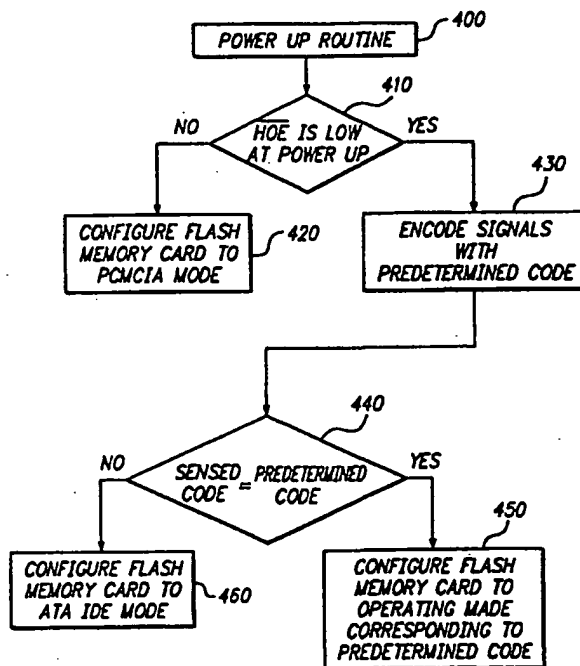 POWER UP ROUTINE
400
410
HOE IS LOW
AT POWER UP
NO
YES
CONFIGURE FLASH
MEMORY CARD TO
PCMCIA MODE
420
430
ENCODE SIGNALS
WITH
PREDETERMINED CODE
440
NO
YES
SENSED CODE = PREDETERMINED CODE
CONFIGURE FLASH
MEMORY CARD TO
ATA IDE MODE
460
450
CONFIGURE FLASH
MEMORY CARD TO
OPERATING MADE
CORRESPONDING TO
PREDETERMINED CODE